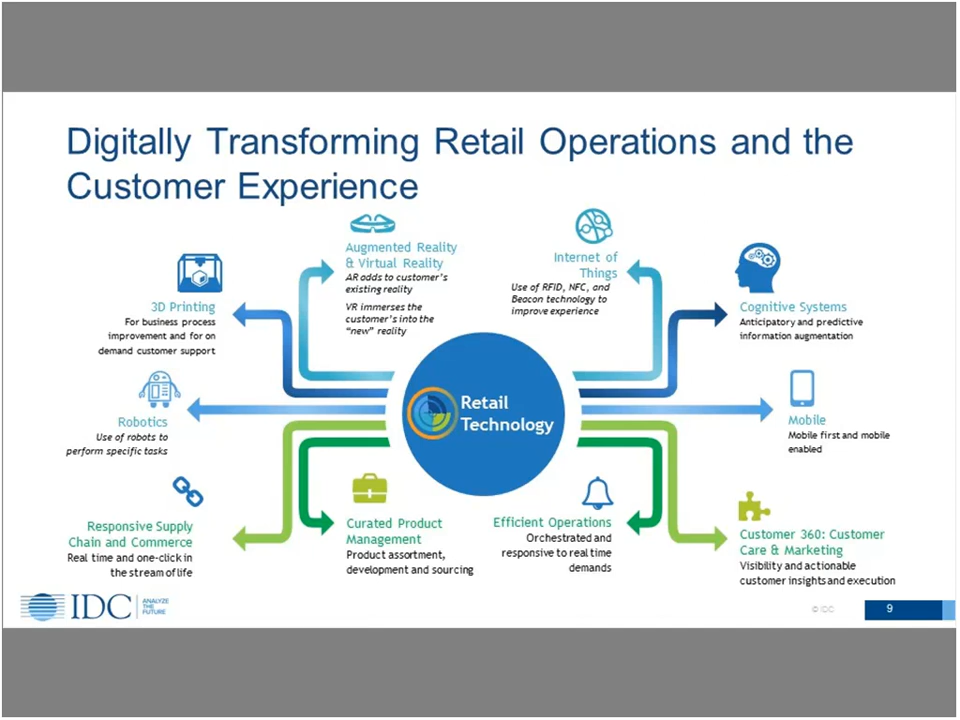 Digitally Transforming Retail Operations and the
Customer Experience
Augmented Reality
& Virtual Reality
AR adds to customer's
existing reality
VR immerses the
customer's into the
"new" reality
Internet of
Things
Use of RFID, NFC, and
Beacon technology to
improve experience
3D Printing
For business process
improvement and for on
demand customer support
Cognitive Systems
Anticipatory and predictive
information augmentation
Retail
Technology
Robotics
Use of robots to
perform specific tasks
Mobile
Mobile first and mobile
enabled
Responsive Supply
Chain and Commerce
Real time and one-click in
the stream of life
Curated Product
Management
Product assortment,
development and sourcing
Efficient Operations
Orchestrated and
responsive to real time
demands
Customer 360: Customer
Care & Marketing
Visibility and actionable
customer insights and execution
IDC
ANALYZE
THE
FUTURE
© IDC
9